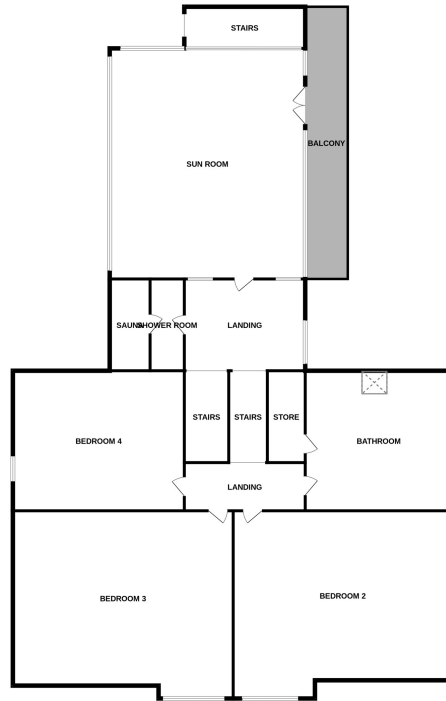 STAIRS
BALCONY
SUN ROOM
SAUNA
SHOWER ROOM
LANDING
STAIRS
STAIRS
STORE
BEDROOM 4
BATHROOM
LANDING
BEDROOM 3
BEDROOM 2